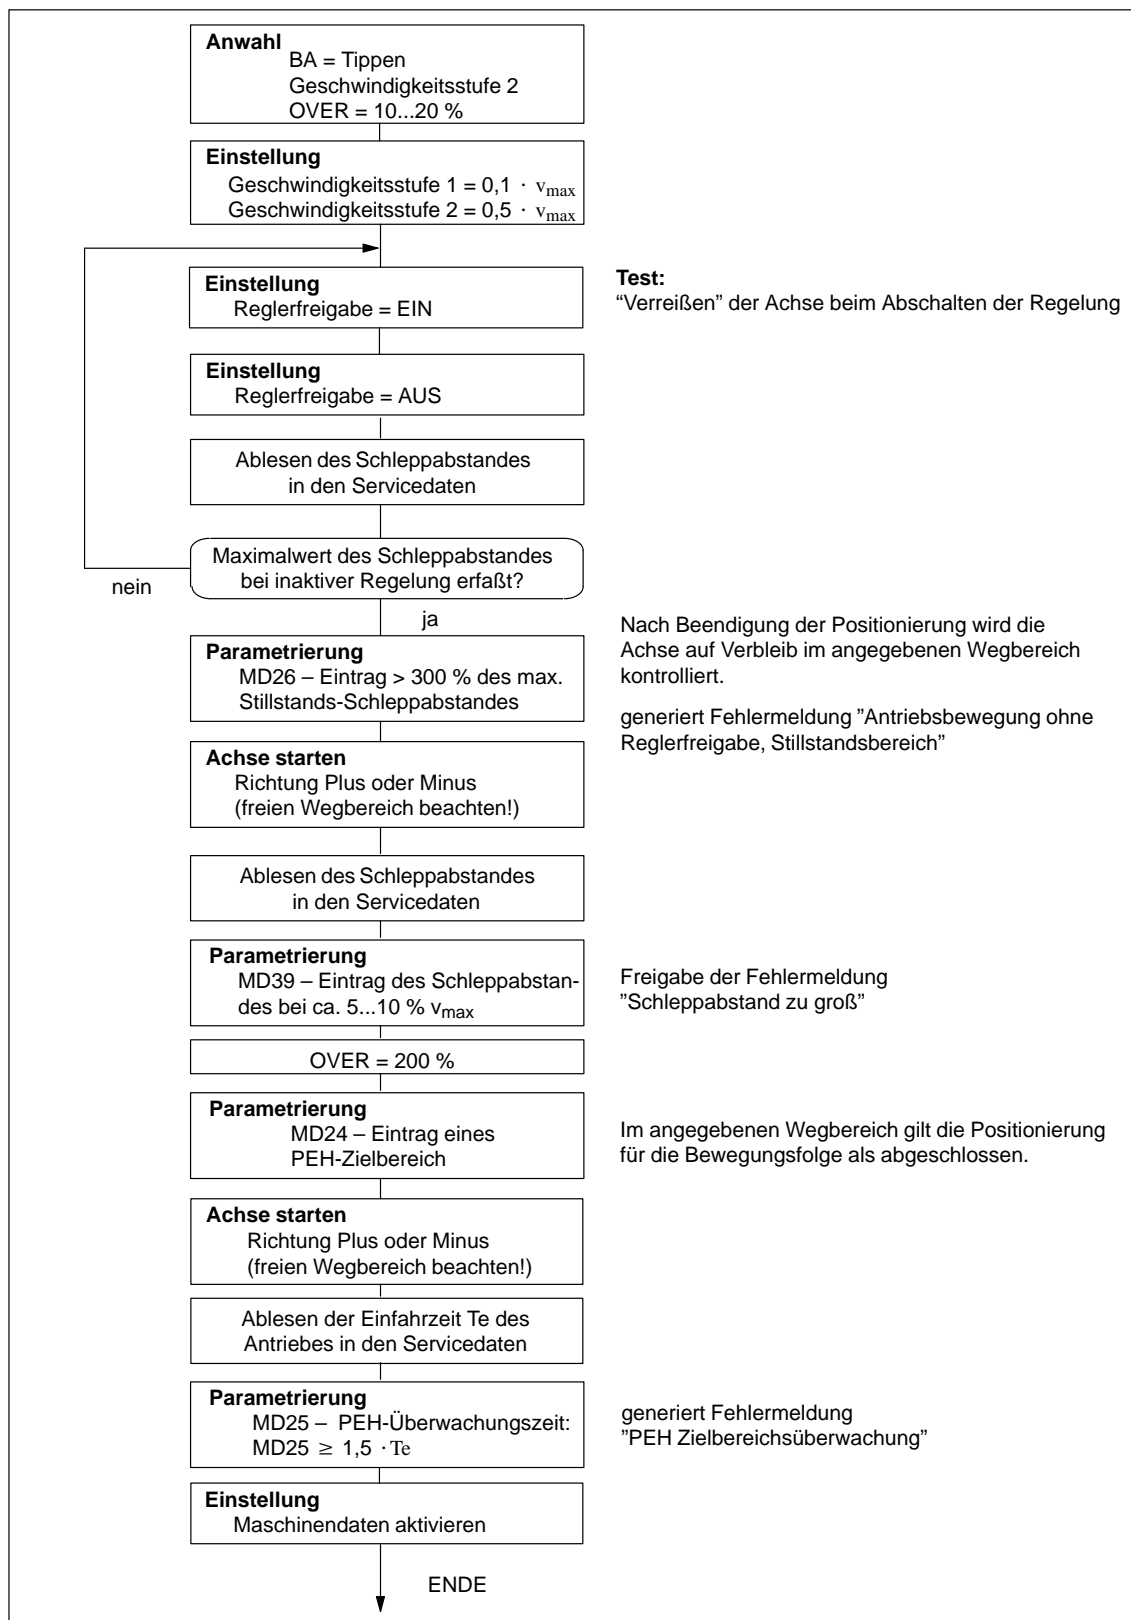 Anwahl
BA = Tippen
Geschwindigkeitsstufe 2
OVER = 10...20 %
Einstellung
Geschwindigkeitsstufe 1 = 0,1 · vmax
Geschwindigkeitsstufe 2 = 0,5 · vmax
Einstellung
Reglerfreigabe = EIN
Test:
“Verreißen” der Achse beim Abschalten der Regelung
Einstellung
Reglerfreigabe = AUS
Ablesen des Schleppabstandes
in den Servicedaten
Maximalwert des Schleppabstandes
bei inaktiver Regelung erfaßt?
nein
ja
Parametrierung
MD26 – Eintrag > 300 % des max.
Stillstands-Schleppabstandes
Nach Beendigung der Positionierung wird die
Achse auf Verbleib im angegebenen Wegbereich
kontrolliert.
generiert Fehlermeldung ”Antriebsbewegung ohne
Reglerfreigabe, Stillstandsbereich”
Achse starten
Richtung Plus oder Minus
(freien Wegbereich beachten!)
Ablesen des Schleppabstandes
in den Servicedaten
Parametrierung
MD39 – Eintrag des Schleppabstan-
des bei ca. 5...10 % vmax
Freigabe der Fehlermeldung
”Schleppabstand zu groß”
OVER = 200 %
Parametrierung
MD24 – Eintrag eines
PEH-Zielbereich
Im angegebenen Wegbereich gilt die Positionierung
für die Bewegungsfolge als abgeschlossen.
Achse starten
Richtung Plus oder Minus
(freien Wegbereich beachten!)
Ablesen der Einfahrzeit Te des
Antriebes in den Servicedaten
Parametrierung
MD25 – PEH-Überwachungszeit:
MD25 ≥ 1,5 · Te
generiert Fehlermeldung
”PEH Zielbereichsüberwachung”
Einstellung
Maschinendaten aktivieren
ENDE